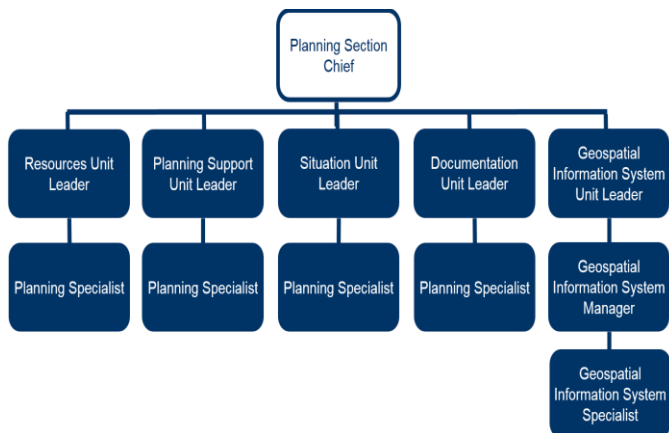 Planning Section
Chief
Resources Unit
Leader
Planning Support
Unit Leader
Situation Unit
Leader
Documentation
Unit Leader
Geospatial
Information System
Unit Leader
Planning Specialist
Planning Specialist
Planning Specialist
Planning Specialist
Geospatial
Information System
Manager
Geospatial
Information System
Specialist